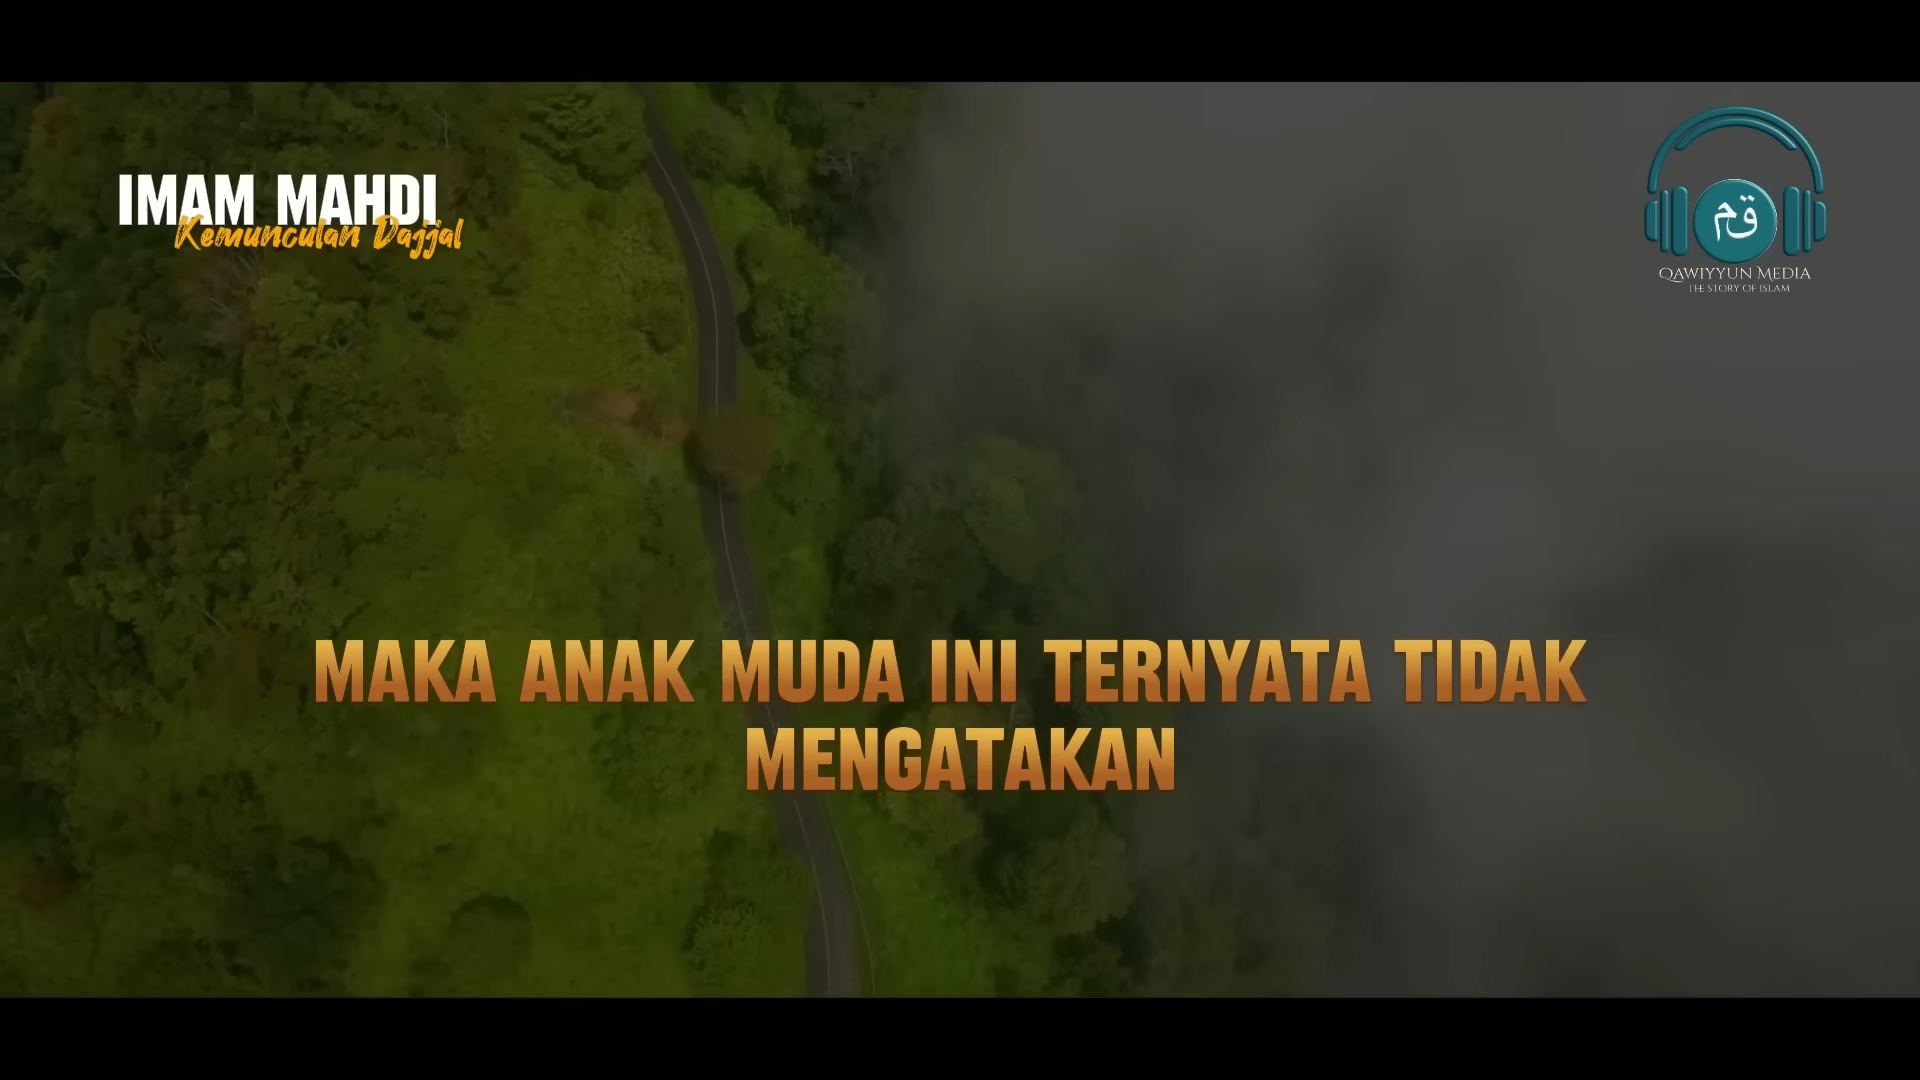 IMAM MAHDI
Kemunculan Dajjal
قم
QAWIYYUN MEDIA
THE STORY OF ISLAM
MAKA ANAK MUDA INI TERNYATA TIDAK
MENGATAKAN